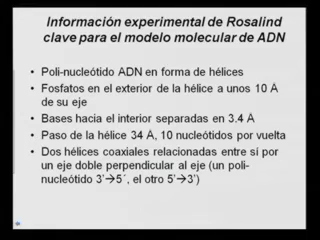 Información experimental de Rosalind
clave para el modelo molecular de ADN
• Poli-nucleótido ADN en forma de hélices
• Fosfatos en el exterior de la hélice a unos 10 Å
de su eje
• Bases hacia el interior separadas en 3.4 Å
• Paso de la hélice 34 Å, 10 nucleótidos por vuelta
• Dos hélices coaxiales relacionadas entre sí por
un eje doble perpendicular al eje (un poli-
nucleótido 3'→5´, el otro 5'→3')